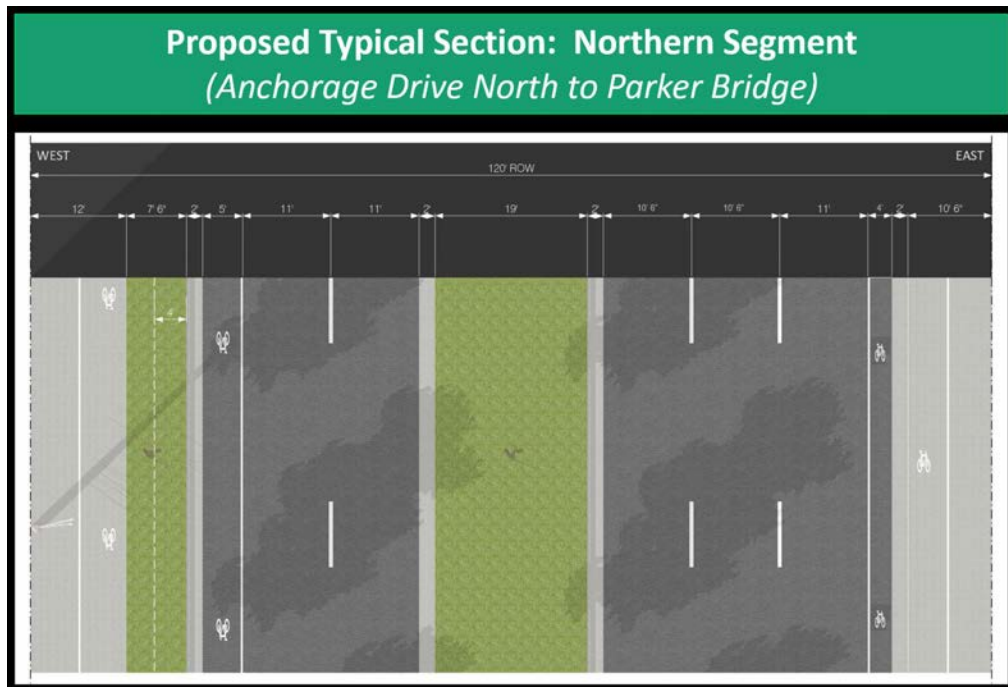 Proposed Typical Section: Northern Segment
(Anchorage Drive North to Parker Bridge)
WEST
EAST
120' ROW
12' 7' 6" 2' 5' 11' 11' 2' 19' 2' 10' 6" 10' 6" 11' 4' 2' 10' 6"
4'